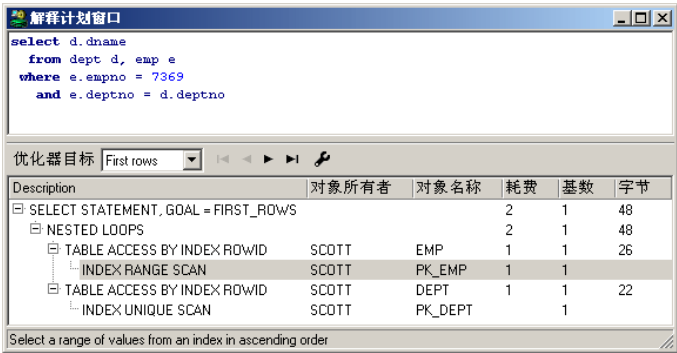 解释计划窗口
select d.dname
from dept d, emp e
where e.empno = 7369
and e.deptno = d.deptno
优化器目标 First rows
Description 对象所有者 对象名称 耗费 基数 字节
SELECT STATEMENT, GOAL = FIRST_ROWS 2 1 48
NESTED LOOPS 2 1 48
TABLE ACCESS BY INDEX ROWID SCOTT EMP 1 1 26
INDEX RANGE SCAN SCOTT PK_EMP 1 1
TABLE ACCESS BY INDEX ROWID SCOTT DEPT 1 1 22
INDEX UNIQUE SCAN SCOTT PK_DEPT 1
Select a range of values from an index in ascending order